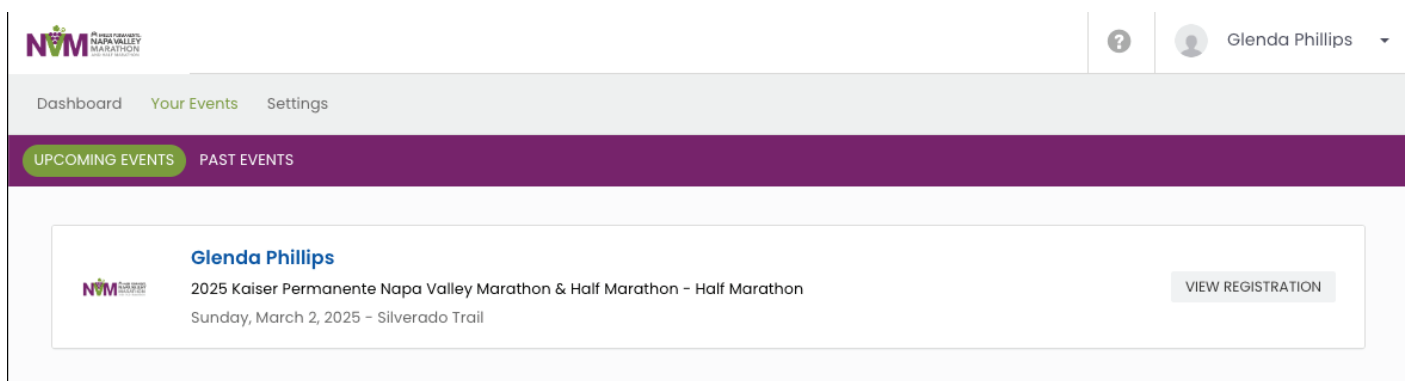 NVM NAPA VALLEY
MARATHON
? Glenda Phillips
Dashboard Your Events Settings
UPCOMING EVENTS PAST EVENTS
Glenda Phillips
NVM
2025 Kaiser Permanente Napa Valley Marathon & Half Marathon - Half Marathon
VIEW REGISTRATION
Sunday, March 2, 2025 - Silverado Trail